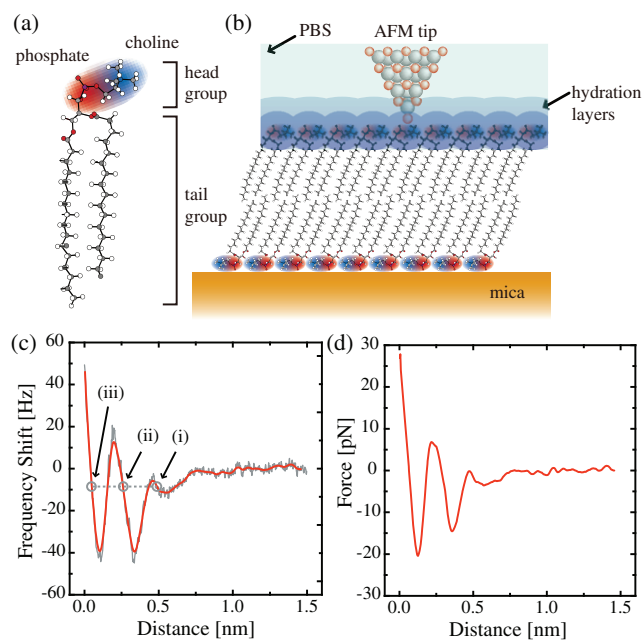 (a)
choline
phosphate
head
group
tail
group
(b)
PBS
AFM tip
hydration
layers
mica
(c)
60
40
20
0
-20
-40
-60
Frequency Shift [Hz]
(iii)
(ii)
(i)
0.0
0.5
1.0
1.5
Distance [nm]
(d)
30
20
10
0
-10
-20
-30
Force [pN]
0.0
0.5
1.0
1.5
Distance [nm]